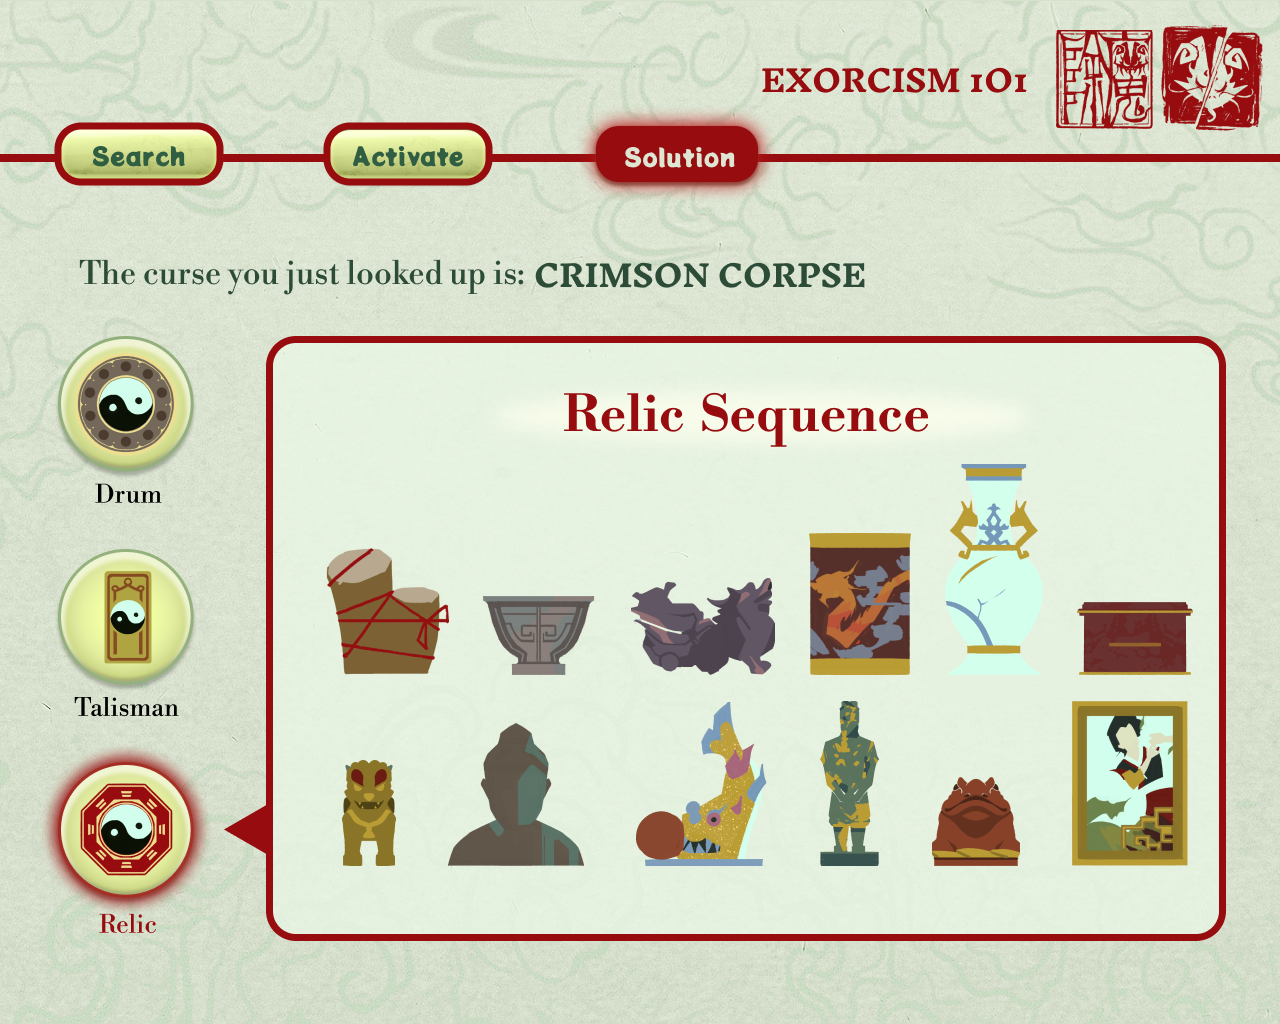 EXORCISM 101
Search
Activate
Solution
The curse you just looked up is: CRIMSON CORPSE
Relic Sequence
Drum
Talisman
Relic